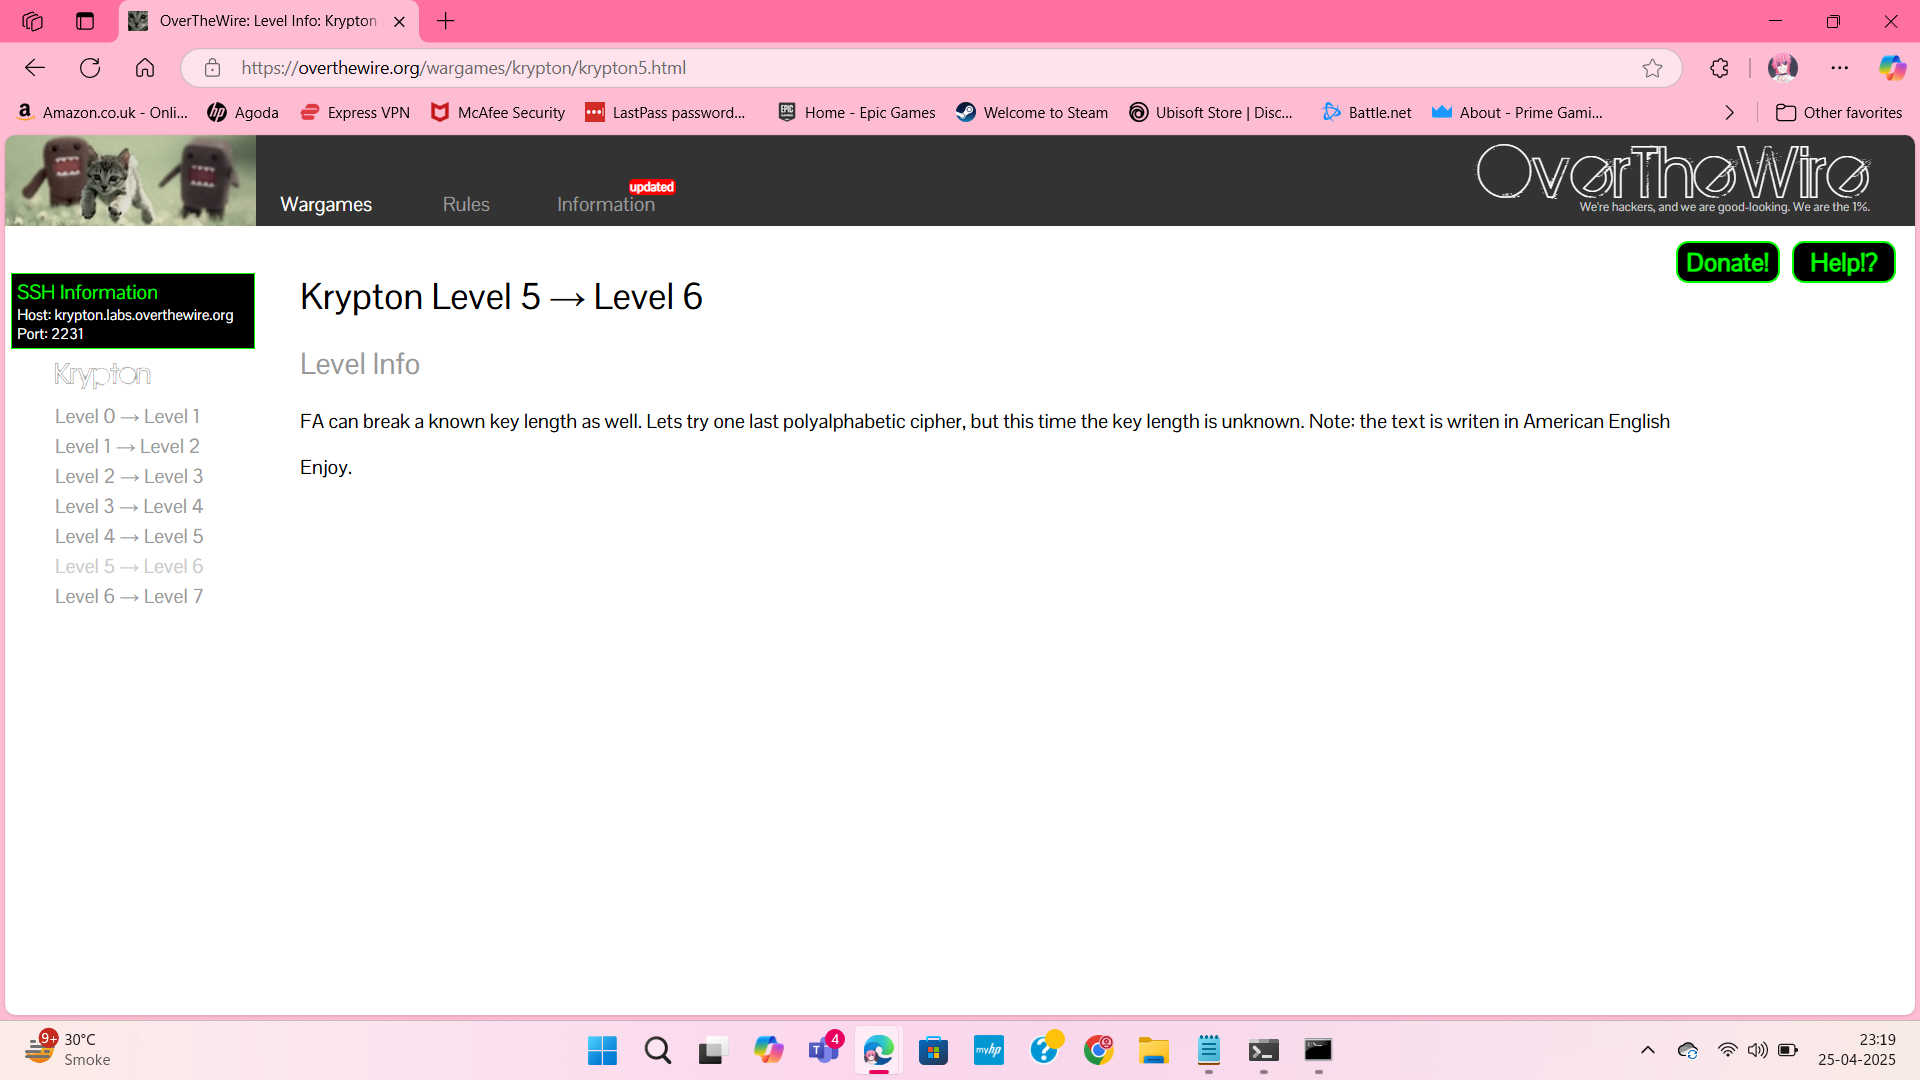 OverTheWire: Level Info: Krypton
https://overthewire.org/wargames/krypton/krypton5.html
Amazon.co.uk - Onli...
Agoda
Express VPN
McAfee Security
LastPass password...
Home - Epic Games
Welcome to Steam
Ubisoft Store | Disc...
Battle.net
About - Prime Gami...
Other favorites
Wargames
Rules
Information
updated
OverTheWire
We're hackers, and we are good-looking. We are the 1%.
Donate!
Help!?
SSH Information
Host: krypton.labs.overthewire.org
Port: 2231
Krypton
Level 0 → Level 1
Level 1 → Level 2
Level 2 → Level 3
Level 3 → Level 4
Level 4 → Level 5
Level 5 → Level 6
Level 6 → Level 7
Krypton Level 5 → Level 6
Level Info
FA can break a known key length as well. Lets try one last polyalphabetic cipher, but this time the key length is unknown. Note: the text is writen in American English
Enjoy.
9+
30°C
Smoke
4
myhp
23:19
25-04-2025